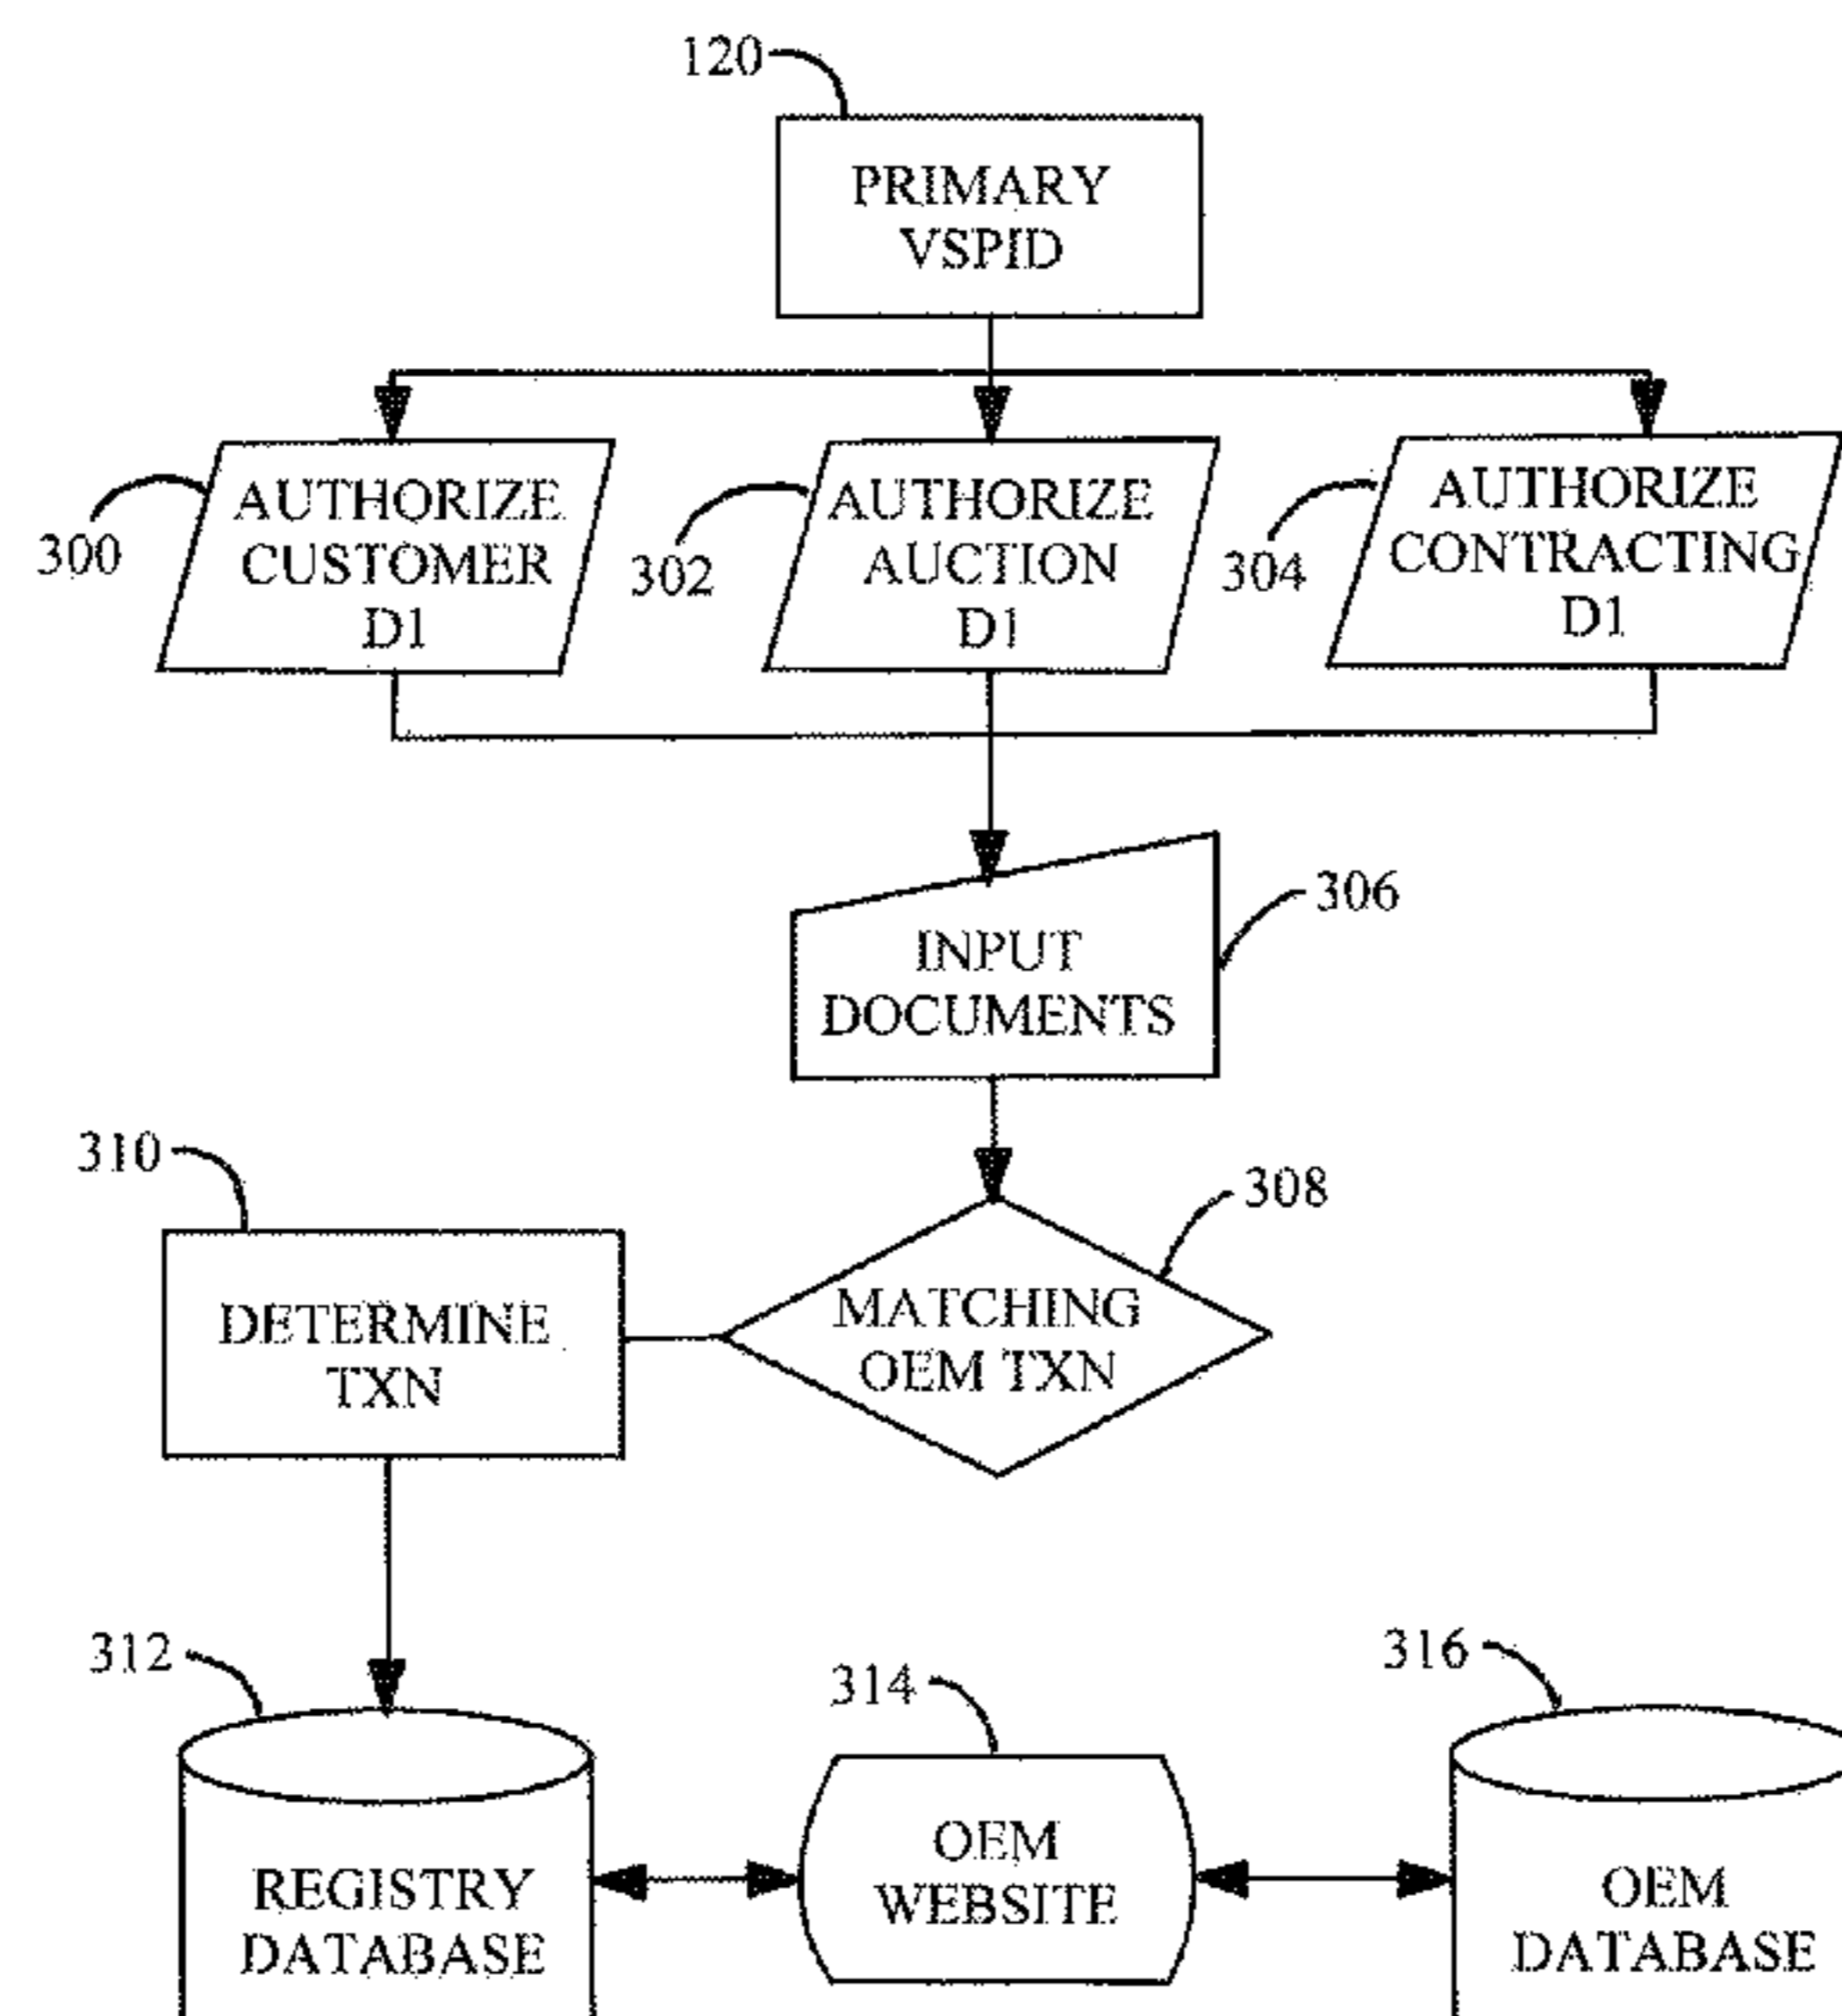 120
PRIMARY
VSPID
300
AUTHORIZE
CUSTOMER
D1
302
AUTHORIZE
AUCTION
D1
304
AUTHORIZE
CONTRACTING
D1
306
INPUT
DOCUMENTS
308
MATCHING
OEM TXN
310
DETERMINE
TXN
312
REGISTRY
DATABASE
314
OEM
WEBSITE
316
OEM
DATABASE